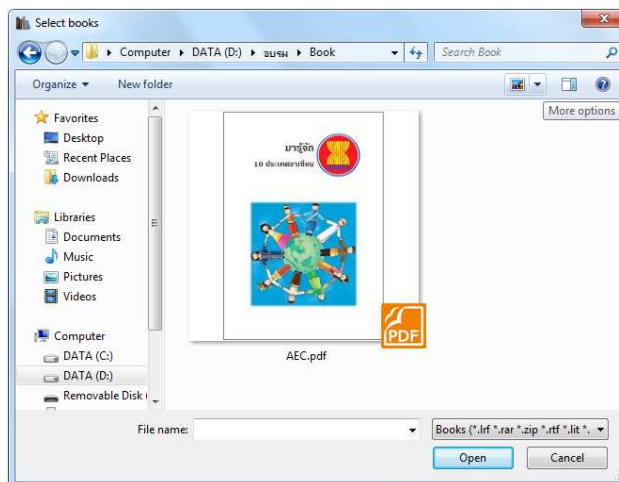 Select books
Computer ▸ DATA (D:) ▸ อบรม ▸ Book
Search Book
Organize
New folder
More options
Favorites
Desktop
Recent Places
Downloads
Libraries
Documents
Music
Pictures
Videos
Computer
DATA (C:)
DATA (D:)
Removable Disk (
มารู้จัก
10 ประเทศอาเซียน
PDF
AEC.pdf
File name:
Books (*.lrf *.rar *.zip *.rtf *.lit *.
Open
Cancel